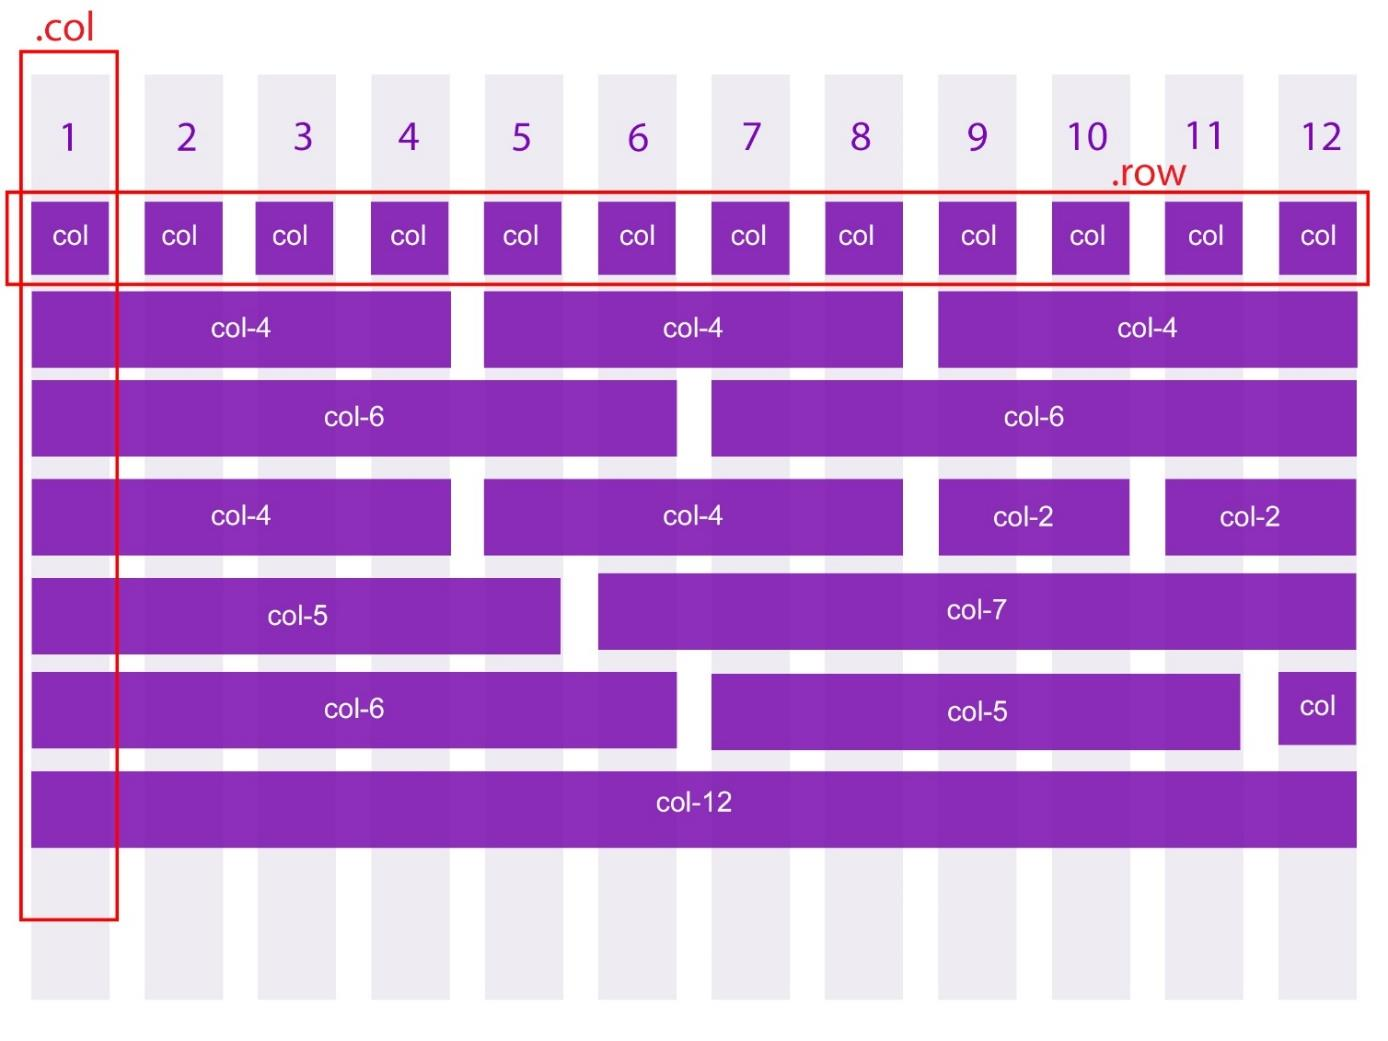 .col
1 2 3 4 5 6 7 8 9 10 11 12
.row
col col col col col col col col col col col col
col-4 col-4 col-4
col-6 col-6
col-4 col-4 col-2 col-2
col-5 col-7
col-6 col-5 col
col-12